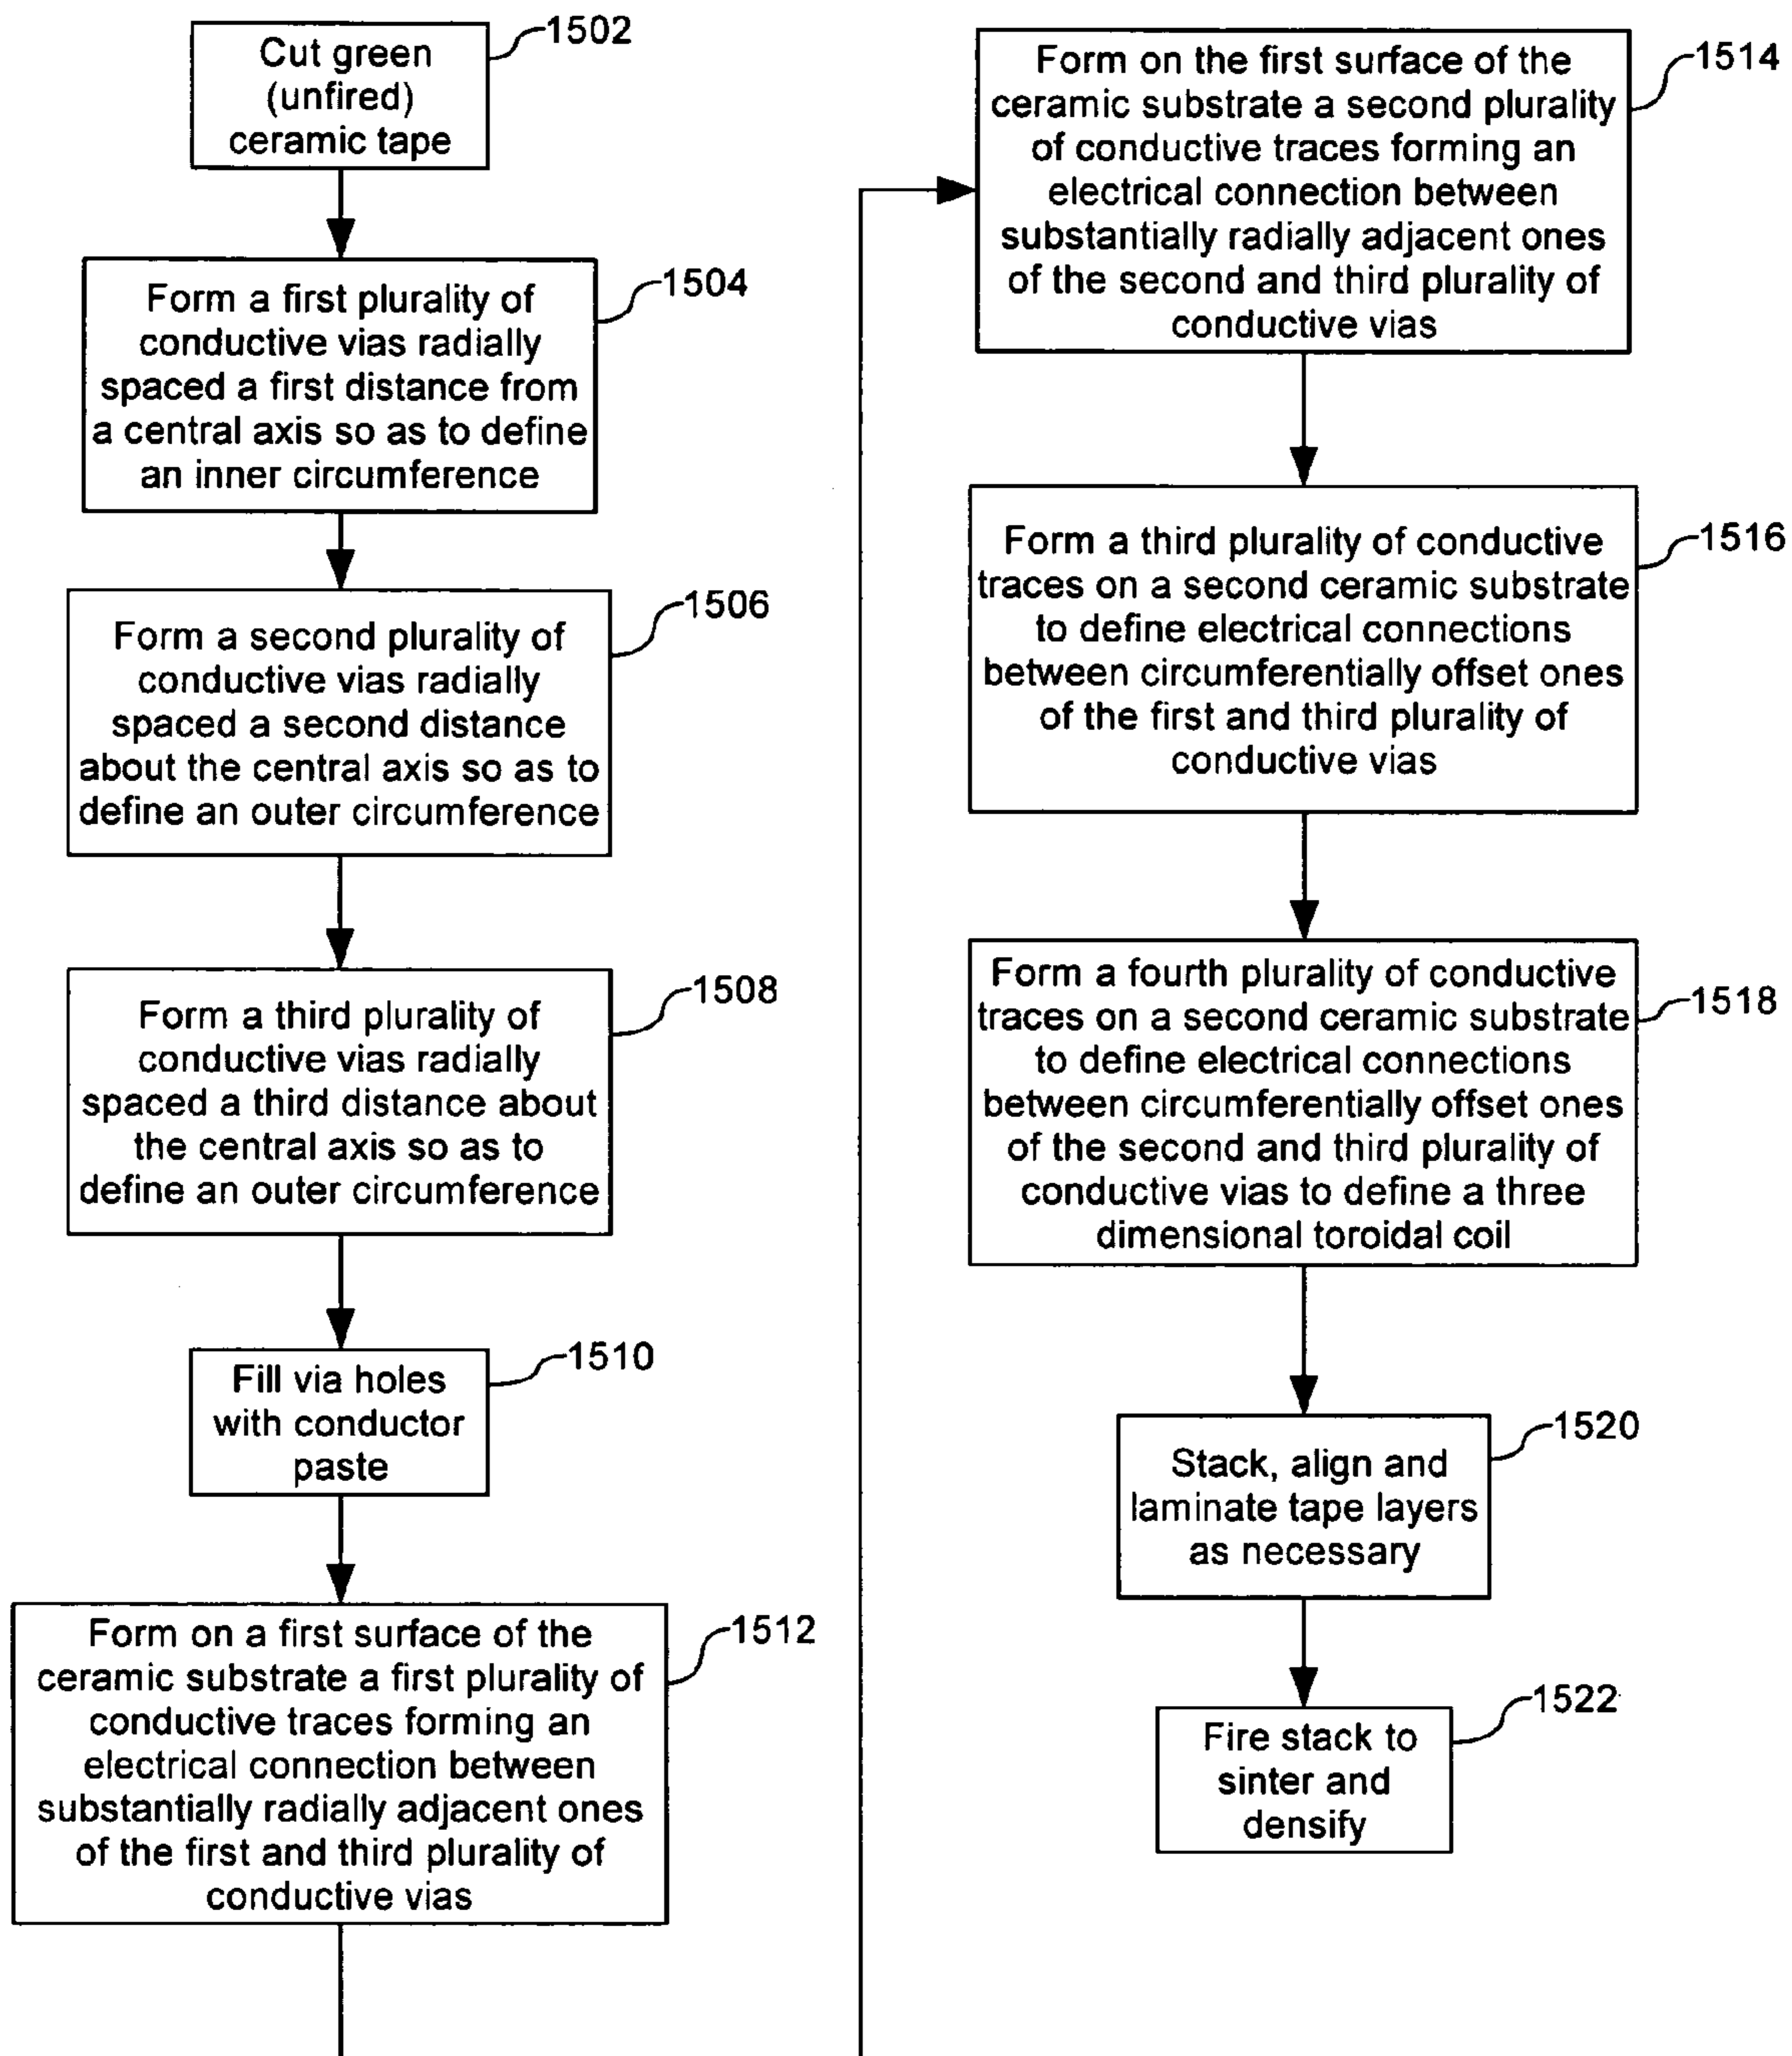 1502
Cut green
(unfired)
ceramic tape
1504
Form a first plurality of
conductive vias radially
spaced a first distance from
a central axis so as to define
an inner circumference
1506
Form a second plurality of
conductive vias radially
spaced a second distance
about the central axis so as to
define an outer circumference
1508
Form a third plurality of
conductive vias radially
spaced a third distance about
the central axis so as to
define an outer circumference
1510
Fill via holes
with conductor
paste
1512
Form on a first surface of the
ceramic substrate a first plurality of
conductive traces forming an
electrical connection between
substantially radially adjacent ones
of the first and third plurality of
conductive vias
1514
Form on the first surface of the
ceramic substrate a second plurality
of conductive traces forming an
electrical connection between
substantially radially adjacent ones
of the second and third plurality of
conductive vias
1516
Form a third plurality of conductive
traces on a second ceramic substrate
to define electrical connections
between circumferentially offset ones
of the first and third plurality of
conductive vias
1518
Form a fourth plurality of conductive
traces on a second ceramic substrate
to define electrical connections
between circumferentially offset ones
of the second and third plurality of
conductive vias to define a three
dimensional toroidal coil
1520
Stack, align and
laminate tape layers
as necessary
1522
Fire stack to
sinter and
densify